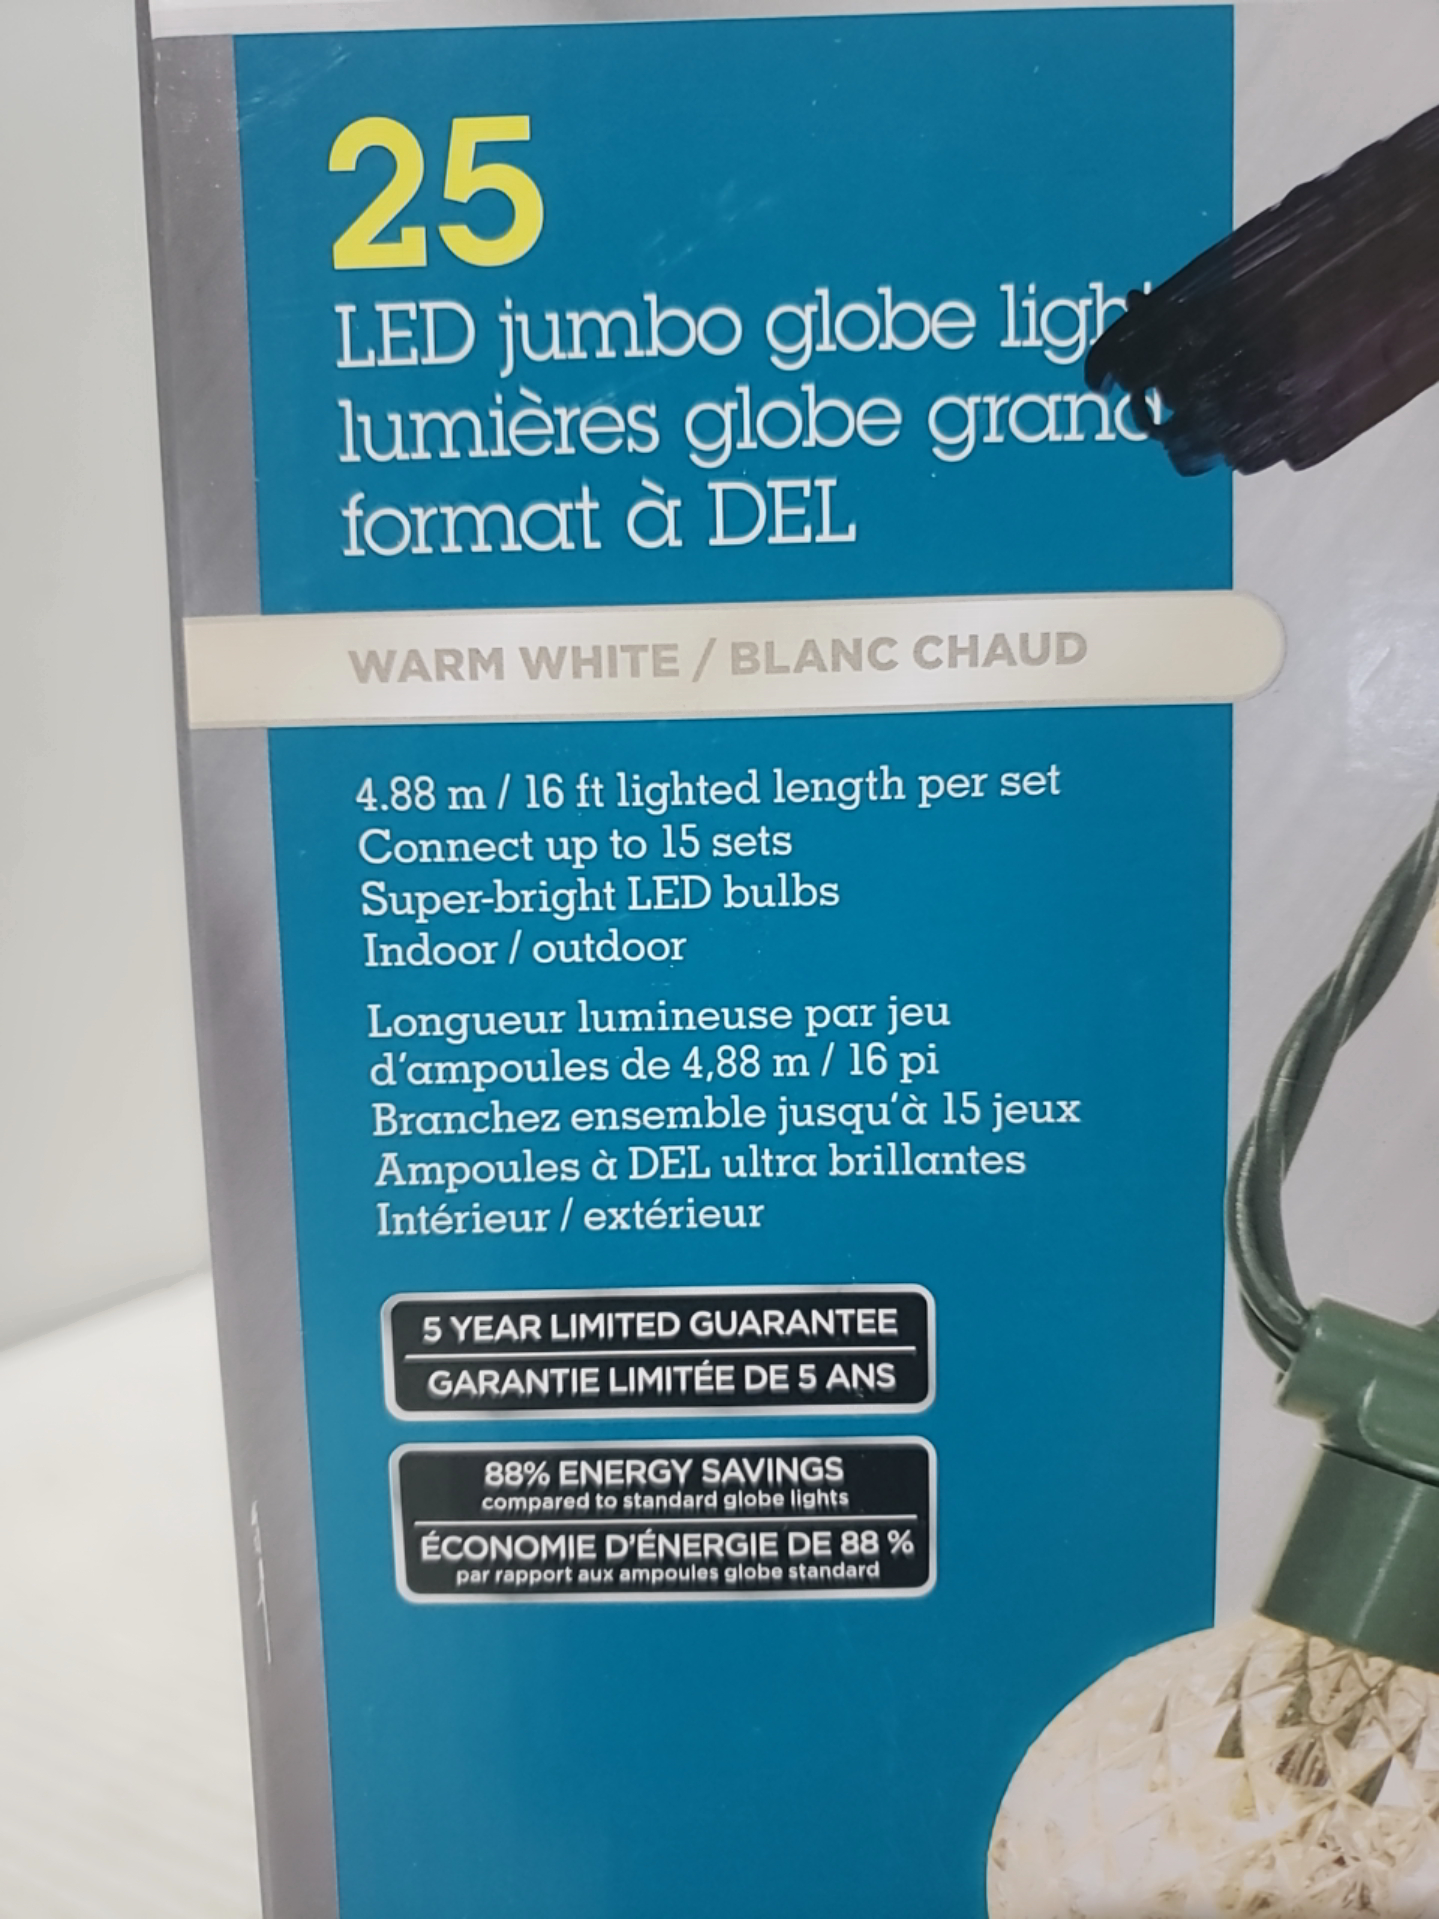 25
LED jumbo globe
lumières globe
format à DEL
WARM WHITE / BLANC CHAUD
4.88 m / 16 ft lighted length per set
Connect up to 15 sets
Super-bright LED bulbs
Indoor / outdoor
Longueur lumineuse par jeu
d'ampoules de 4,88 m / 16 pi
Branchez ensemble jusqu'à 15 jeux
Ampoules à DEL ultra brillantes
Intérieur / extérieur
5 YEAR LIMITED GUARANTEE
GARANTIE LIMITÉE DE 5 ANS
88% ENERGY SAVINGS
compared to standard globe lights
ÉCONOMIE D'ÉNERGIE DE 88 %
par rapport aux ampoules globe standard